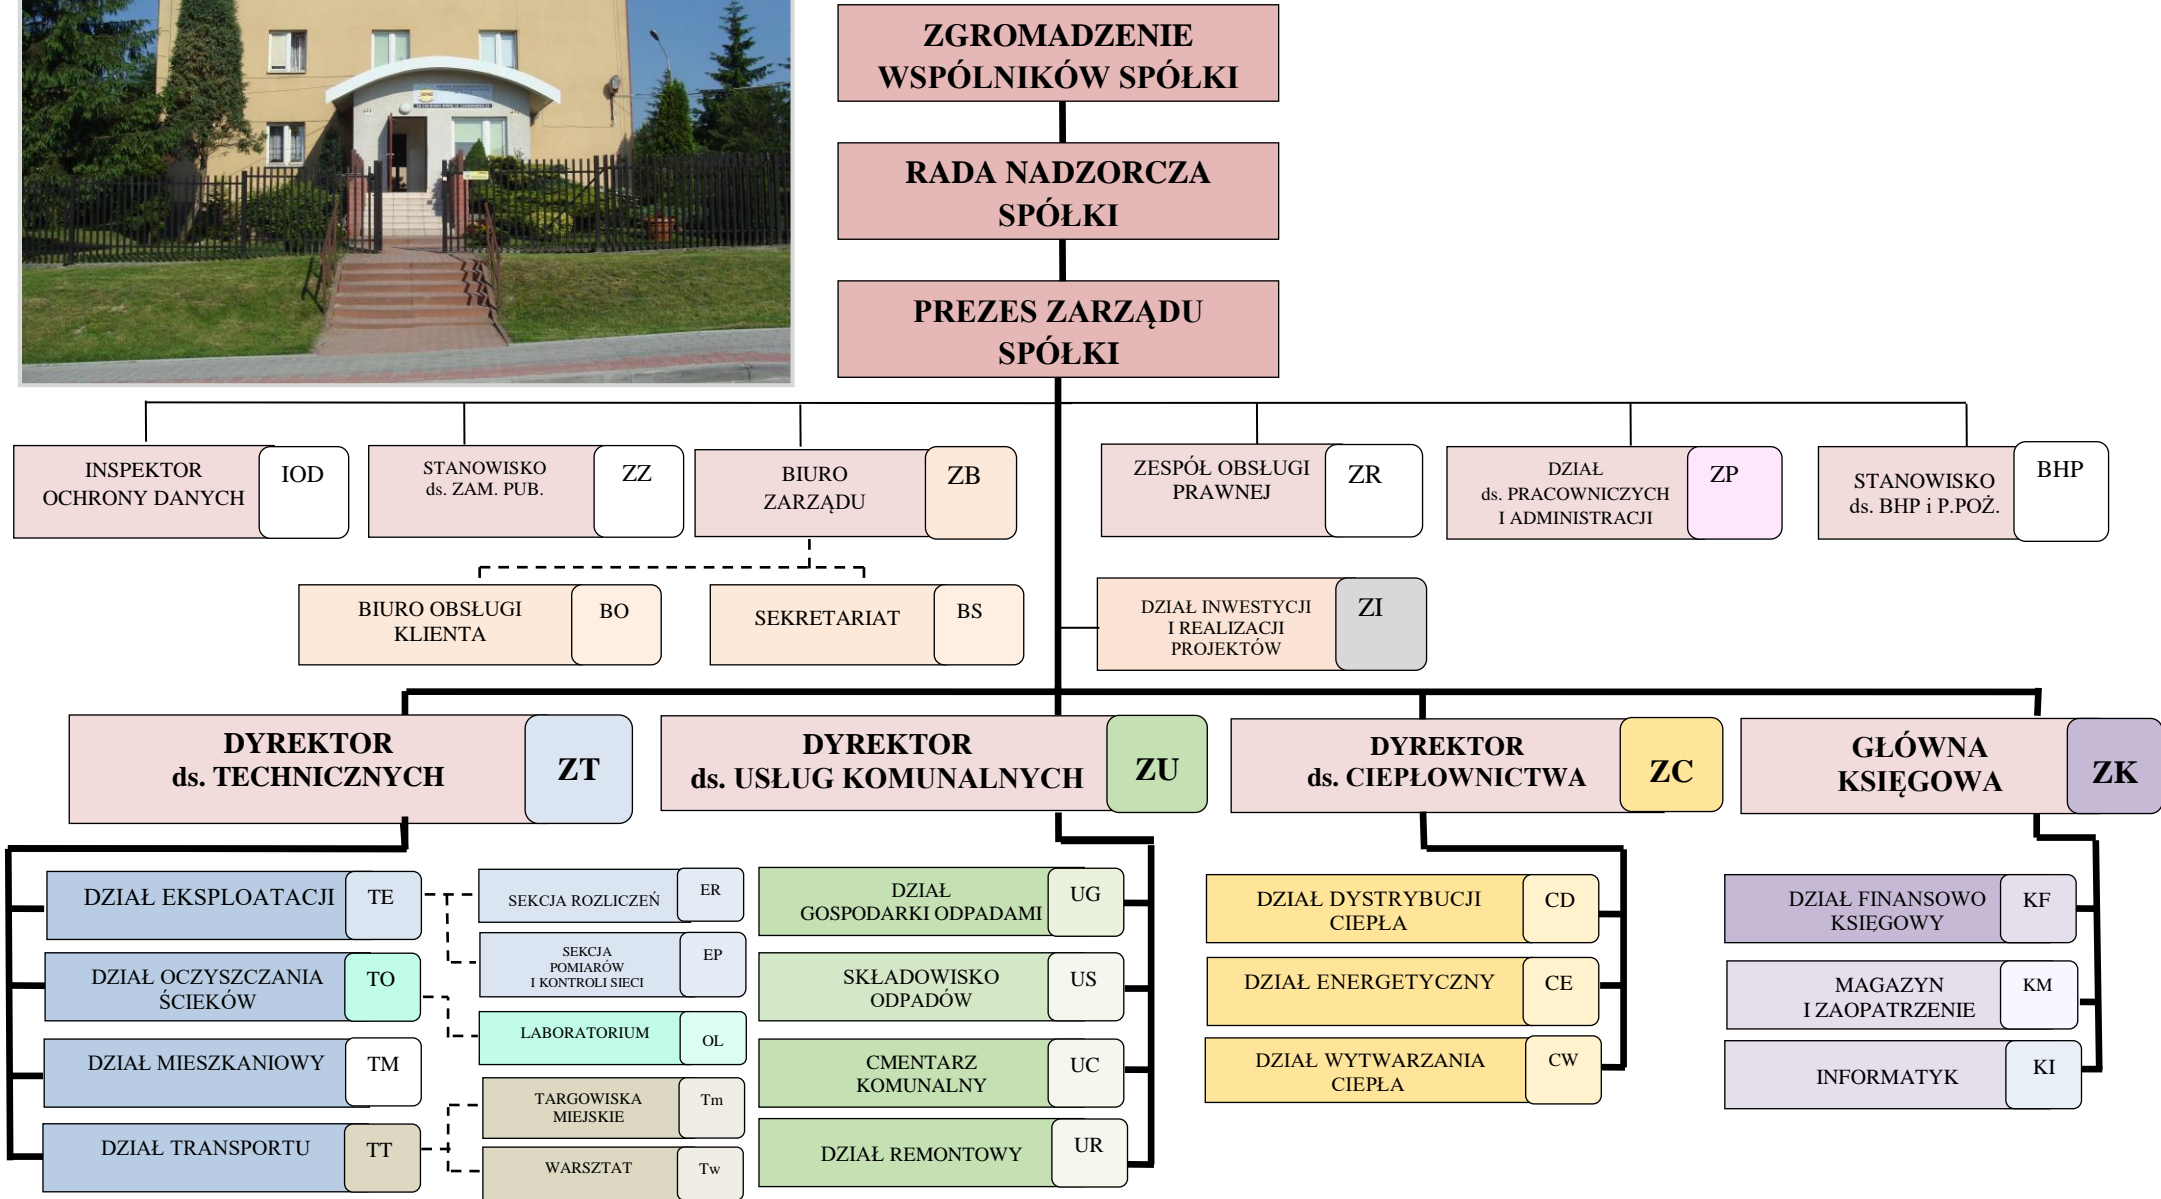 ZGROMADZENIE
WSPÓLNIKÓW SPÓŁKI
RADA NADZORCZA
SPÓŁKI
PREZES ZARZĄDU
SPÓŁKI
INSPEKTOR
OCHRONY DANYCH
IOD
STANOWISKO
ds. ZAM. PUB.
ZZ
BIURO
ZARZĄDU
ZB
ZESPÓŁ OBSŁUGI
PRAWNEJ
ZR
DZIAŁ
ds. PRACOWNICZYCH
I ADMINISTRACJI
ZP
STANOWISKO
ds. BHP i P.POŻ.
BHP
BIURO OBSŁUGI
KLIENTA
BO
SEKRETARIAT
BS
DZIAŁ INWESTYCJI
I REALIZACJI
PROJEKTÓW
ZI
DYREKTOR
ds. TECHNICZNYCH
ZT
DYREKTOR
ds. USŁUG KOMUNALNYCH
ZU
DYREKTOR
ds. CIEPŁOWNICTWA
ZC
GŁÓWNA
KSIĘGOWA
ZK
DZIAŁ EKSPLOATACJI
TE
SEKCJA ROZLICZEŃ
ER
SEKCJA
POMIARÓW
I KONTROLI SIECI
EP
DZIAŁ OCZYSZCZANIA
ŚCIEKÓW
TO
LABORATORIUM
OL
DZIAŁ MIESZKANIOWY
TM
DZIAŁ TRANSPORTU
TT
TARGOWISKA
MIEJSKIE
Tm
WARSZTAT
Tw
DZIAŁ
GOSPODARKI ODPADAMI
UG
SKŁADOWISKO
ODPADÓW
US
CMENTARZ
KOMUNALNY
UC
DZIAŁ REMONTOWY
UR
DZIAŁ DYSTRYBUCJI
CIEPŁA
CD
DZIAŁ ENERGETYCZNY
CE
DZIAŁ WYTWARZANIA
CIEPŁA
CW
DZIAŁ FINANSOWO
KSIĘGOWY
KF
MAGAZYN
I ZAOPATRZENIE
KM
INFORMATYK
KI